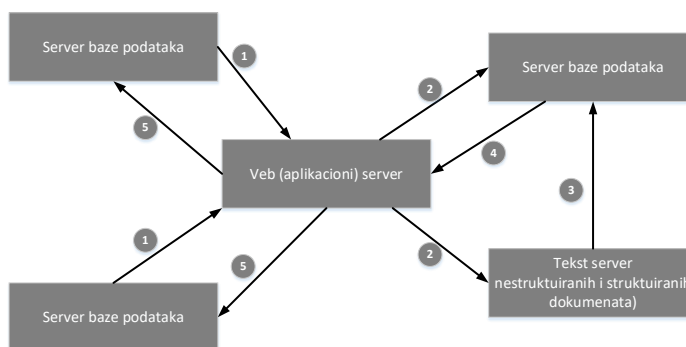 Server baze podataka
1
2
Server baze podataka
5
4
Veb (aplikacioni) server
3
1
5
2
Tekst server
nestruktuiranih i struktuiranih
dokumenata)
Server baze podataka